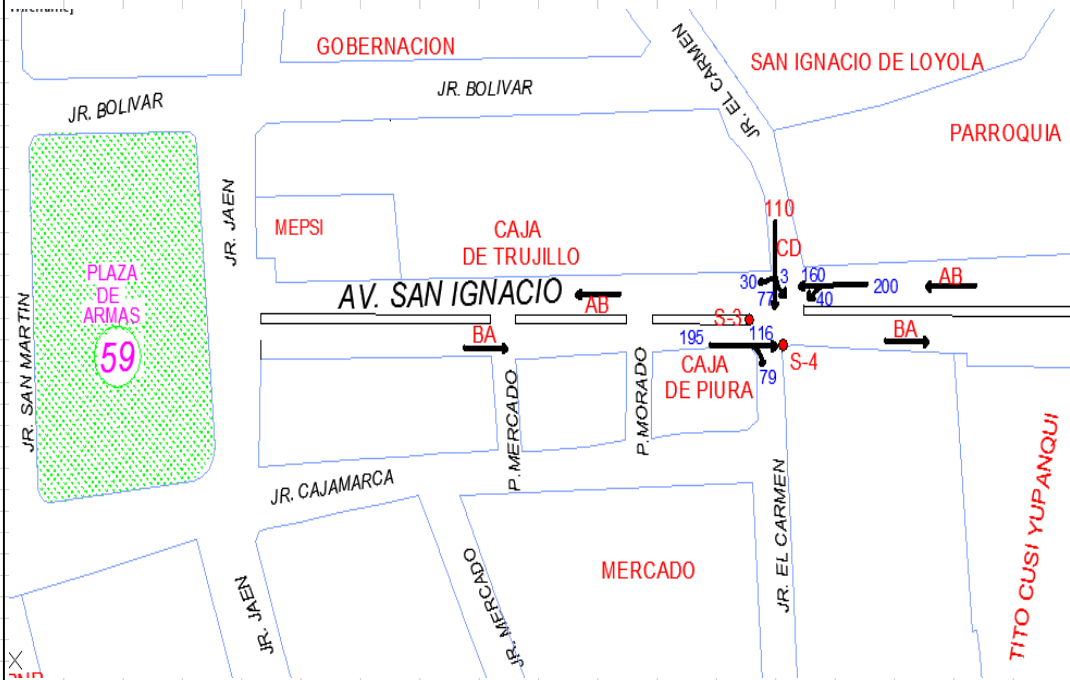 GOBERNACION
SAN IGNACIO DE LOYOLA
JR. EL CARMEN
JR. EL CARMEN
JR. BOLIVAR
JR. BOLIVAR
PARROQUIA
JR. JAEN
MEPSI
CAJA
DE TRUJILLO
110
CD
PLAZA
DE
ARMAS
59
JR. SAN MARTIN
AV. SAN IGNACIO
AB
30
3
160
77
40
200
AB
S-3
BA
195
116
BA
S-4
79
CAJA
DE PIURA
P.MERCADO
P.MORADO
JR. CAJAMARCA
JR. EL CARMEN
MERCADO
TITO CUSI YUPANQUI
JR. JAEN
JR. MERCADO
X